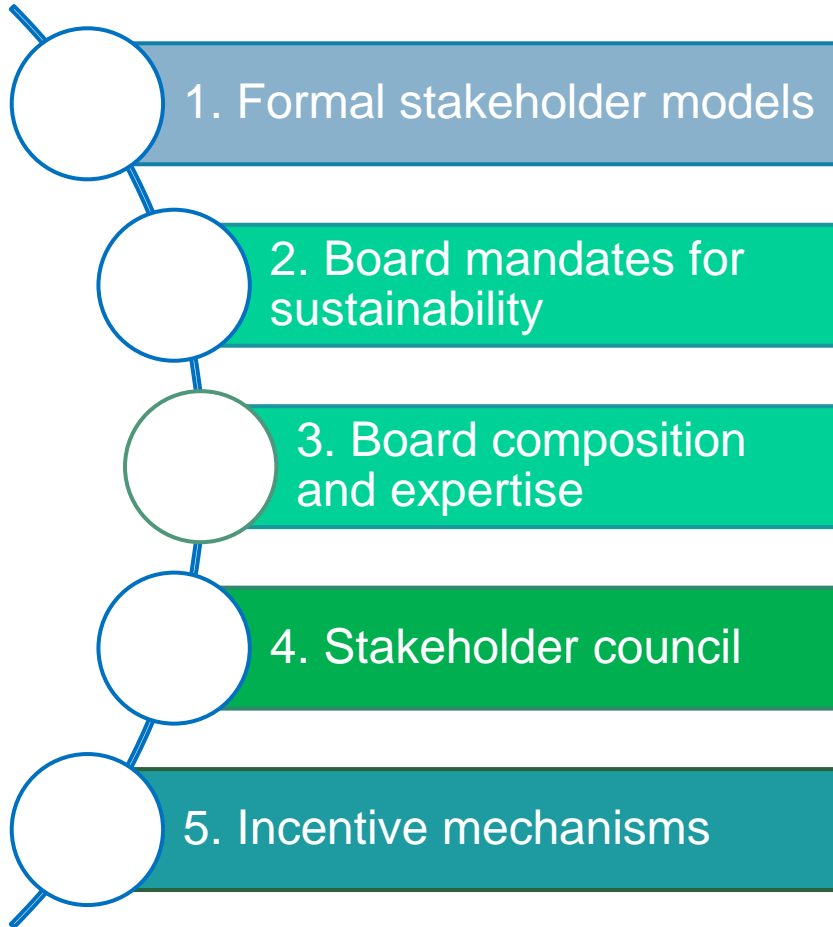 1. Formal stakeholder models
2. Board mandates for
sustainability
3. Board composition
and expertise
4. Stakeholder council
5. Incentive mechanisms